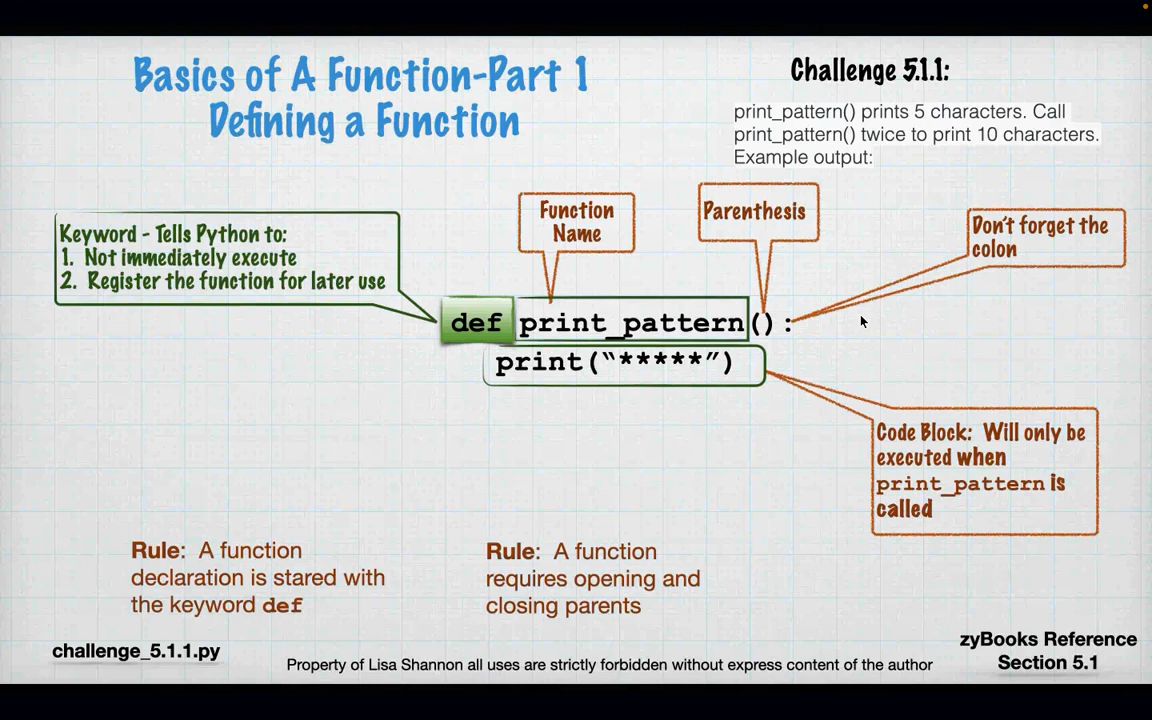 Basics of A Function-Part 1
Defining a Function
Challenge 5.1.1:
print_pattern() prints 5 characters. Call
print_pattern() twice to print 10 characters.
Example output:
Keyword - Tells Python to:
1. Not immediately execute
2. Register the function for later use
Function
Name
Parenthesis
Don't forget the
colon
def print_pattern():
print(“*****”)
Code Block: Will only be
executed when
print_pattern is
called
Rule: A function
declaration is stared with
the keyword def
Rule: A function
requires opening and
closing parents
challenge_5.1.1.py
Property of Lisa Shannon all uses are strictly forbidden without express content of the author
zyBooks Reference
Section 5.1